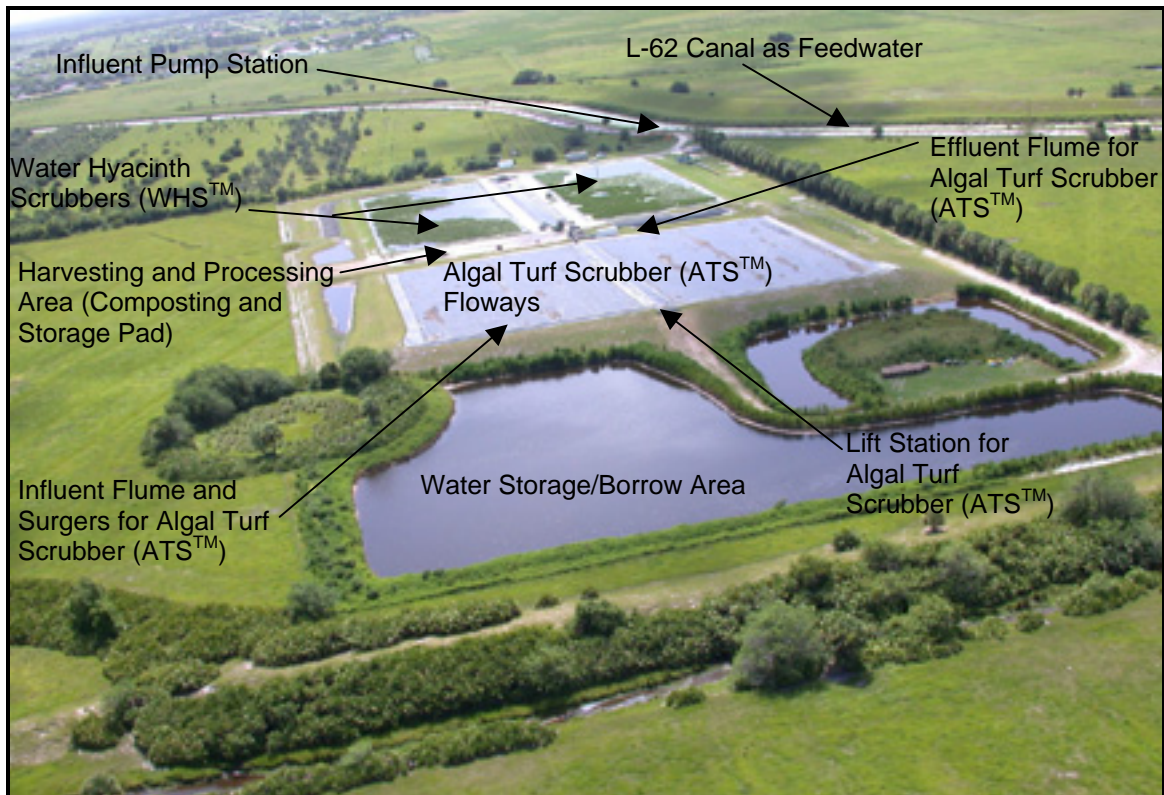 L-62 Canal as Feedwater
Influent Pump Station
Water Hyacinth
Scrubbers (WHS™)
Effluent Flume for
Algal Turf Scrubber
(ATS™)
Harvesting and Processing
Area (Composting and
Storage Pad)
Algal Turf Scrubber (ATS™)
Floways
Lift Station for
Algal Turf
Scrubber (ATS™)
Influent Flume and
Surgers for Algal Turf
Scrubber (ATS™)
Water Storage/Borrow Area